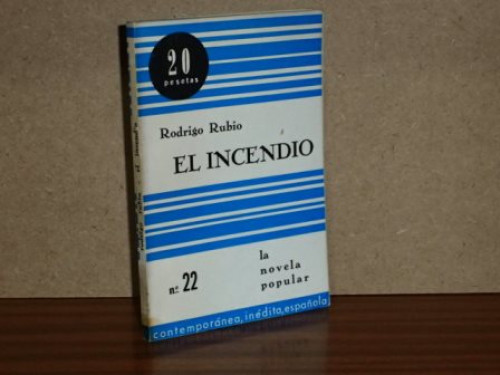 20
pesetas
Rodrigo Rubio
EL INCENDIO
nº 22
la
novela
popular
contemporánea, inédita, española